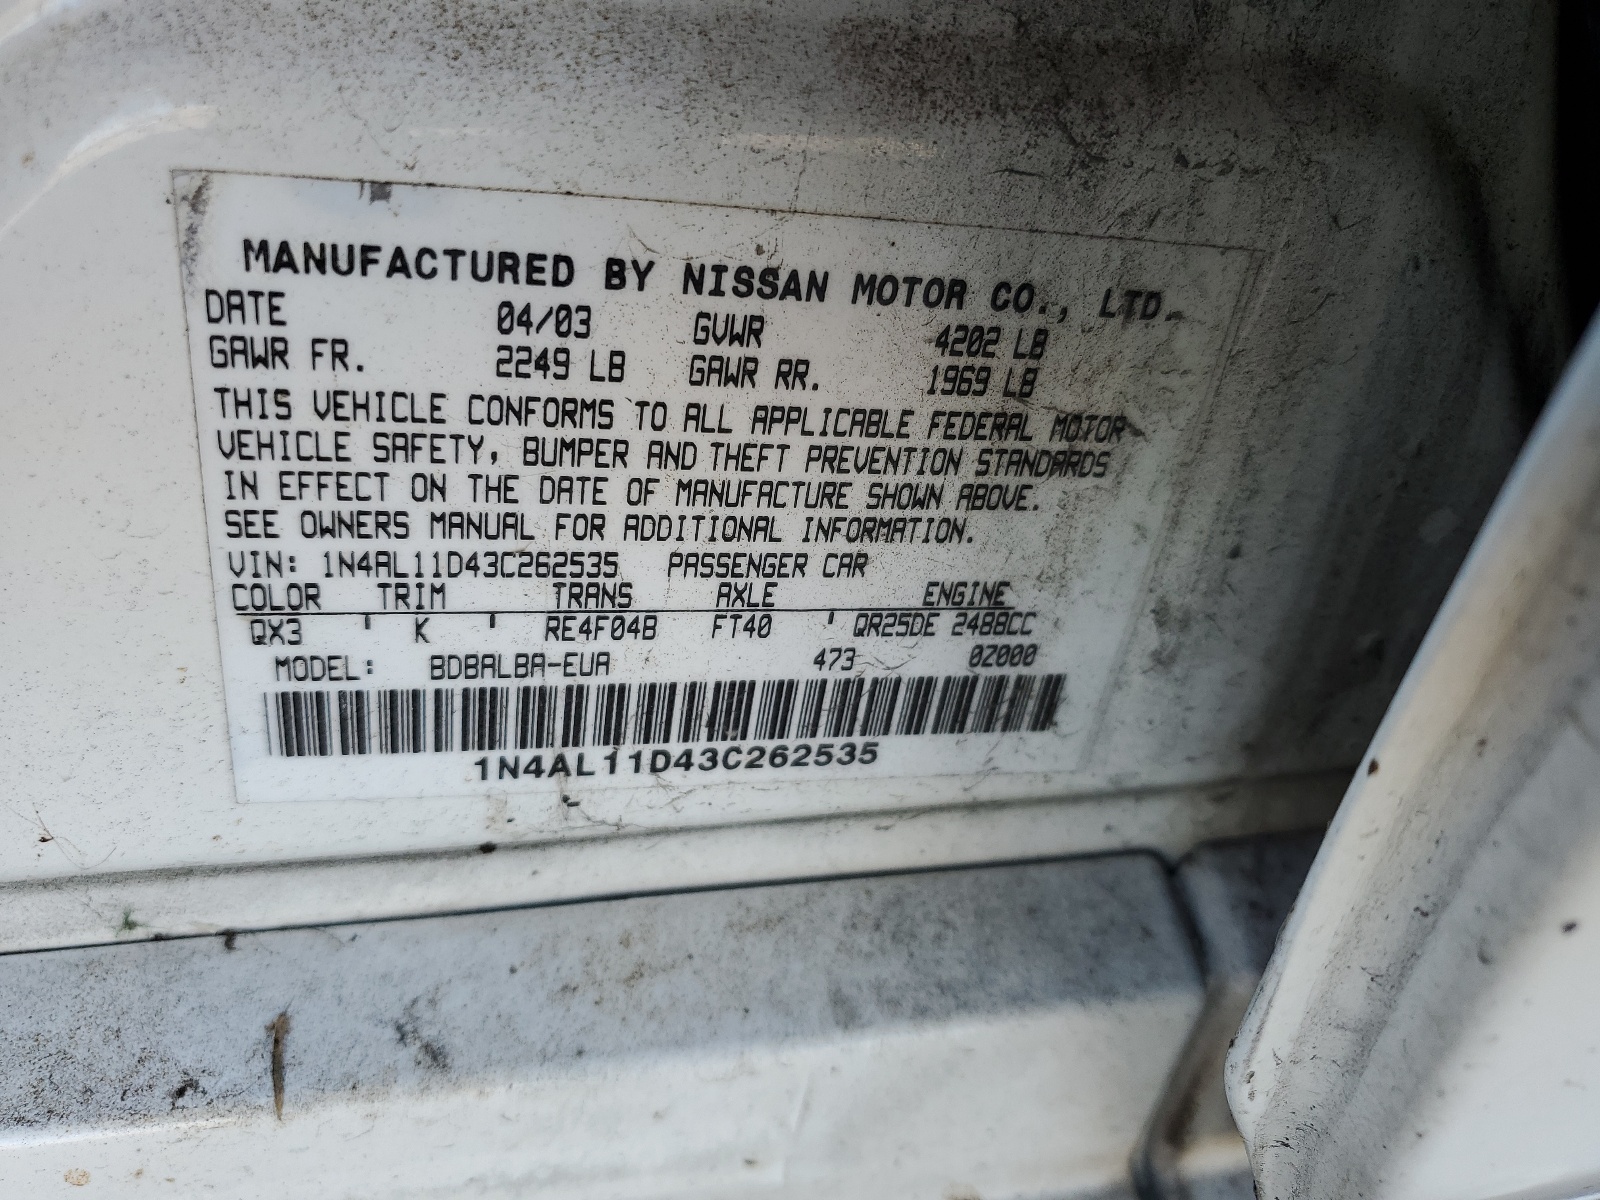 MANUFACTURED BY NISSAN MOTOR CO., LTD.
DATE 04/03 GVWR 4202 LB
GAWR FR. 2249 LB GAWR RR. 1969 LB
THIS VEHICLE CONFORMS TO ALL APPLICABLE FEDERAL MOTOR
VEHICLE SAFETY, BUMPER AND THEFT PREVENTION STANDARDS
IN EFFECT ON THE DATE OF MANUFACTURE SHOWN ABOVE.
SEE OWNERS MANUAL FOR ADDITIONAL INFORMATION.
VIN: 1N4AL11D43C262535 PASSENGER CAR
COLOR TRIM TRANS AXLE ENGINE
QX3 ' K ' RE4F04B FT40 ' QR25DE 2488CC
MODEL: BDBALBA-EUA 473 0Z000
1N4AL11D43C262535